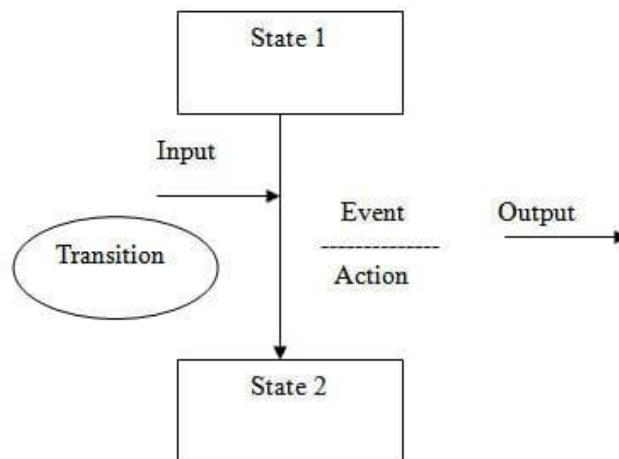 State 1
Input
Event
Output
Transition
Action
State 2